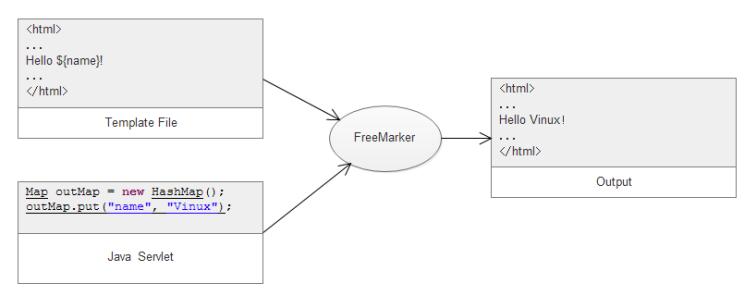 <html>
...
Hello ${name}!
...
</html>
Template File
Map outMap = new HashMap();
outMap.put("name", "Vinux");
Java Servlet
FreeMarker
<html>
...
Hello Vinux!
...
</html>
Output